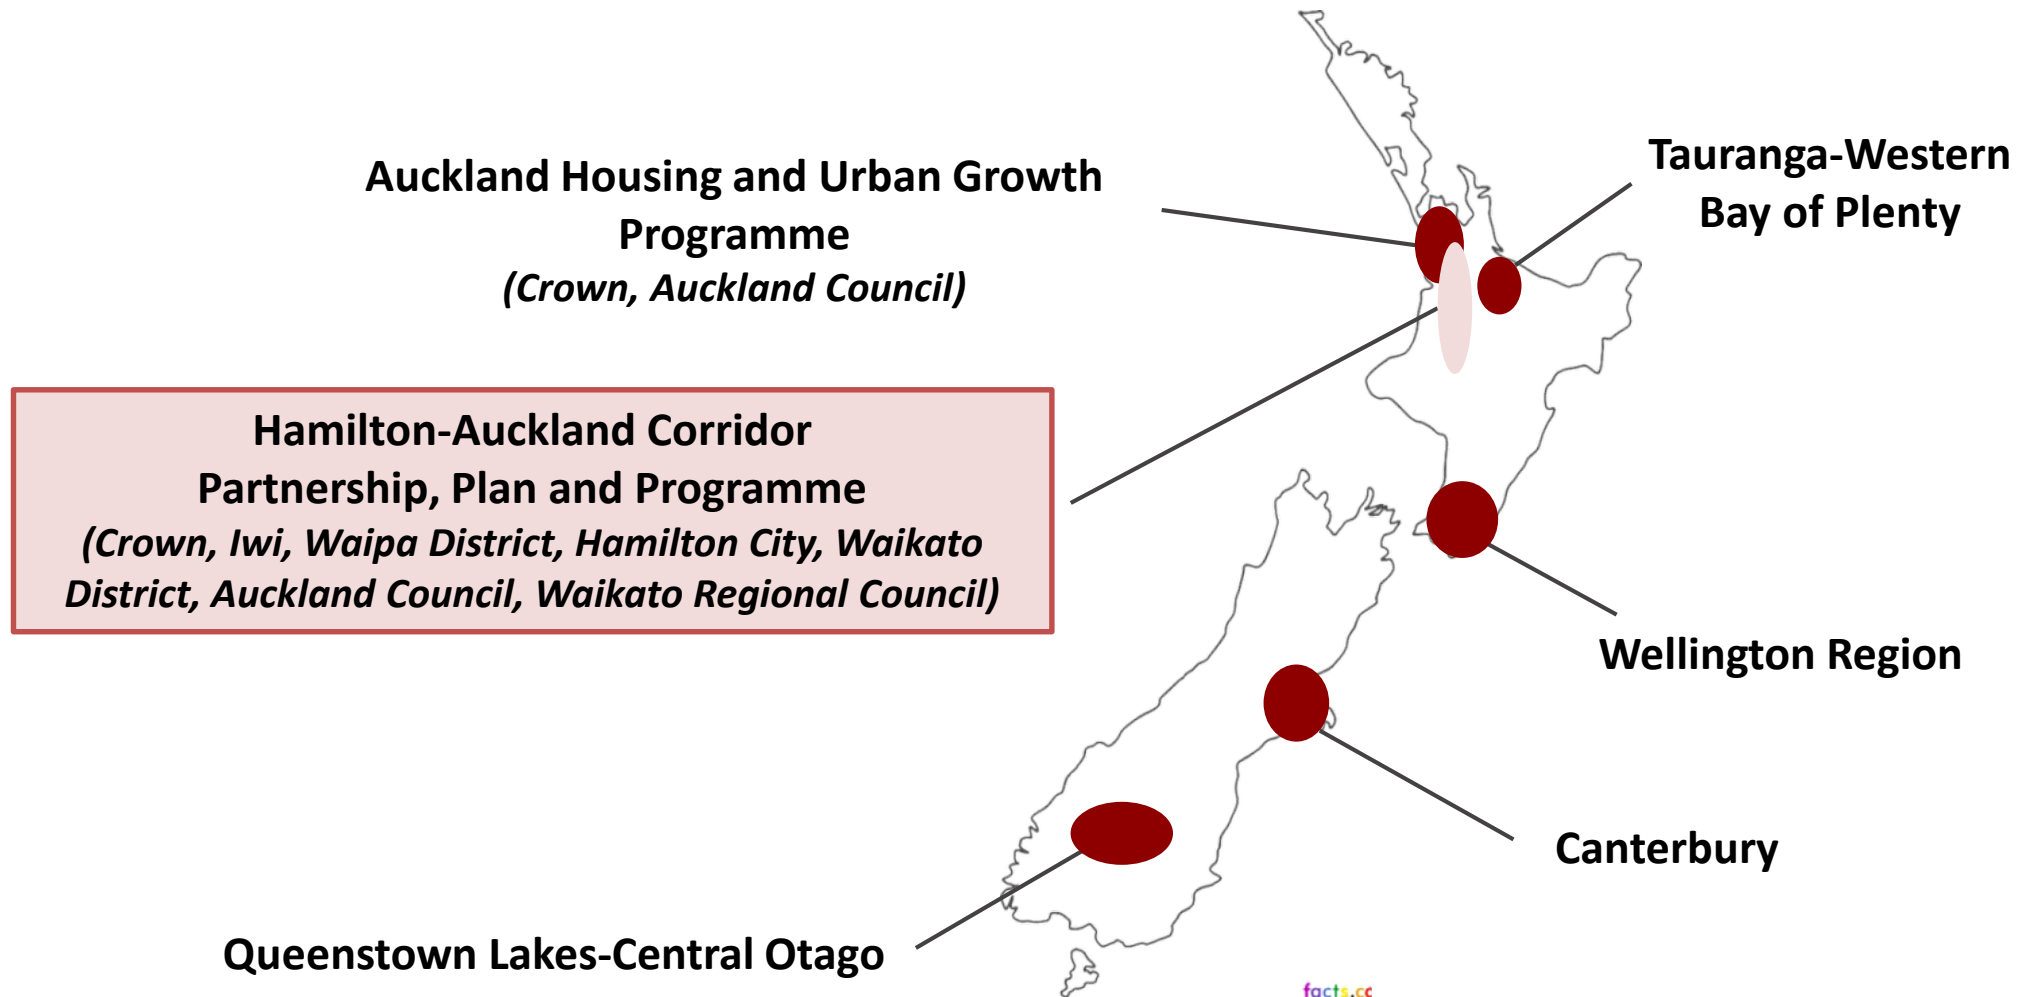 Auckland Housing and Urban Growth
Programme
(Crown, Auckland Council)
Tauranga-Western
Bay of Plenty
Hamilton-Auckland Corridor
Partnership, Plan and Programme
(Crown, Iwi, Waipa District, Hamilton City, Waikato
District, Auckland Council, Waikato Regional Council)
Wellington Region
Canterbury
Queenstown Lakes-Central Otago
facts.cc